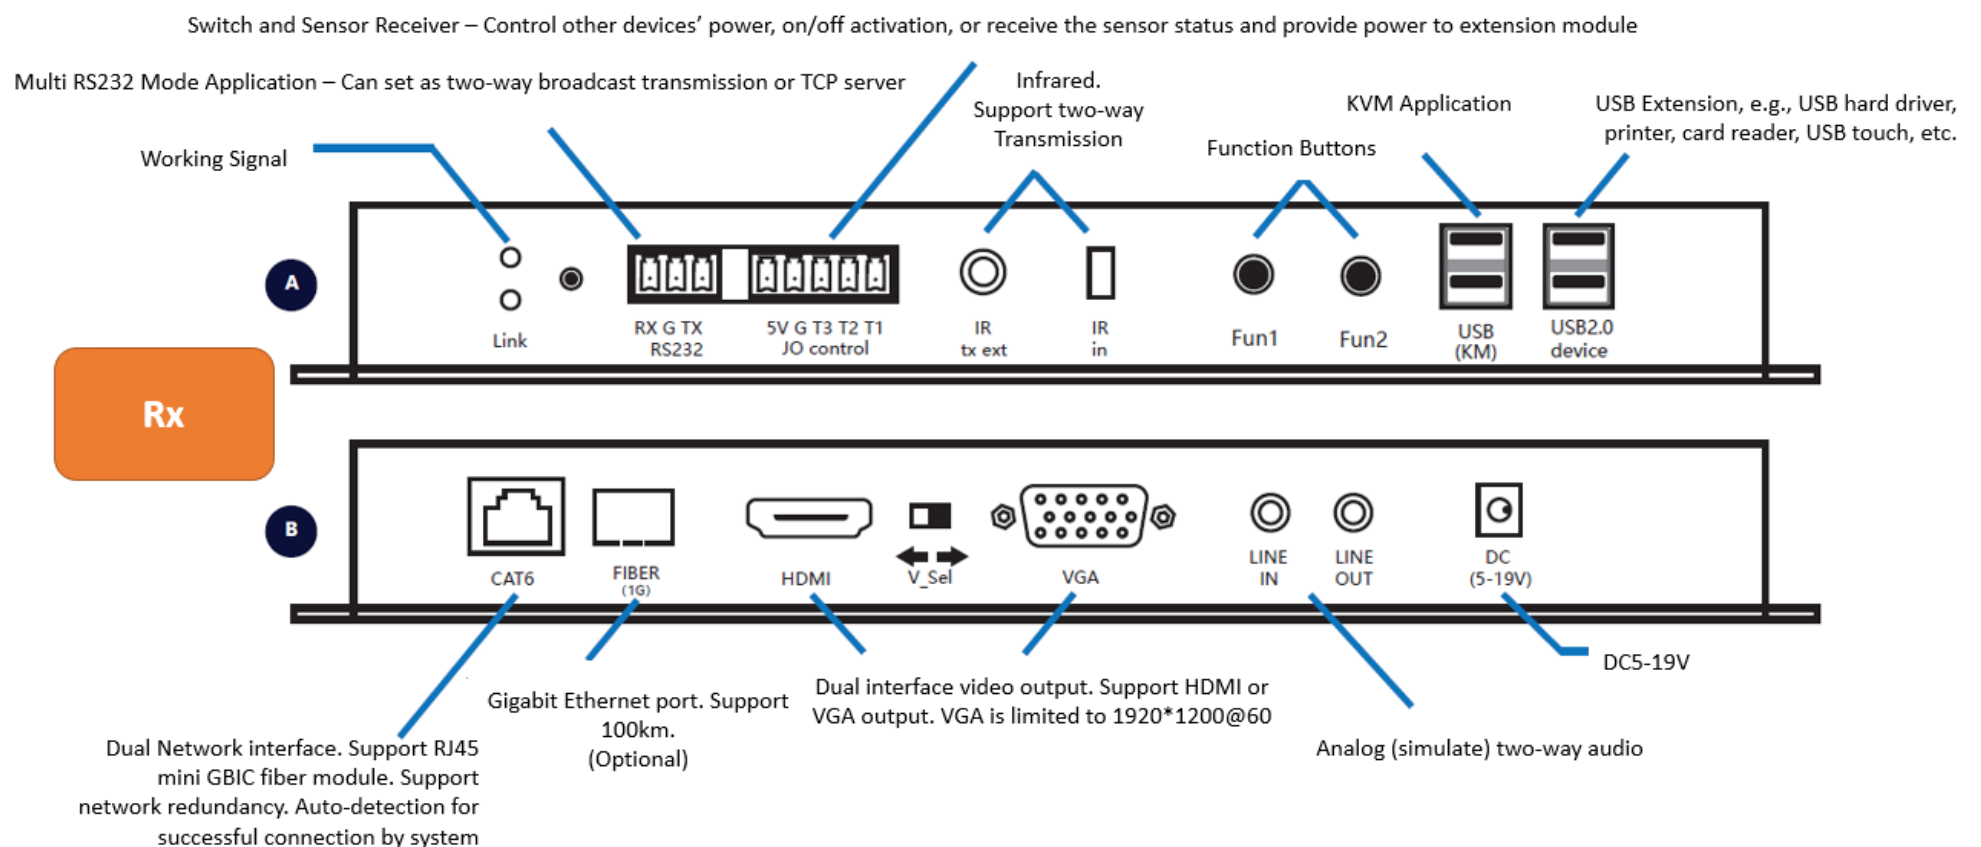 Switch and Sensor Receiver – Control other devices’ power, on/off activation, or receive the sensor status and provide power to extension module
Multi RS232 Mode Application – Can set as two-way broadcast transmission or TCP server
Infrared.
Support two-way
Transmission
KVM Application
USB Extension, e.g., USB hard driver,
printer, card reader, USB touch, etc.
Working Signal
Function Buttons
A
Link
RX G TX
RS232
5V G T3 T2 T1
JO control
IR
tx ext
IR
in
Fun1
Fun2
USB
(KM)
USB2.0
device
Rx
B
CAT6
FIBER
(1G)
HDMI
V_Sel
VGA
LINE
IN
LINE
OUT
DC
(5-19V)
Dual Network interface. Support RJ45
mini GBIC fiber module. Support
network redundancy. Auto-detection for
successful connection by system
Gigabit Ethernet port. Support
100km.
(Optional)
Dual interface video output. Support HDMI or
VGA output. VGA is limited to 1920*1200@60
Analog (simulate) two-way audio
DC5-19V